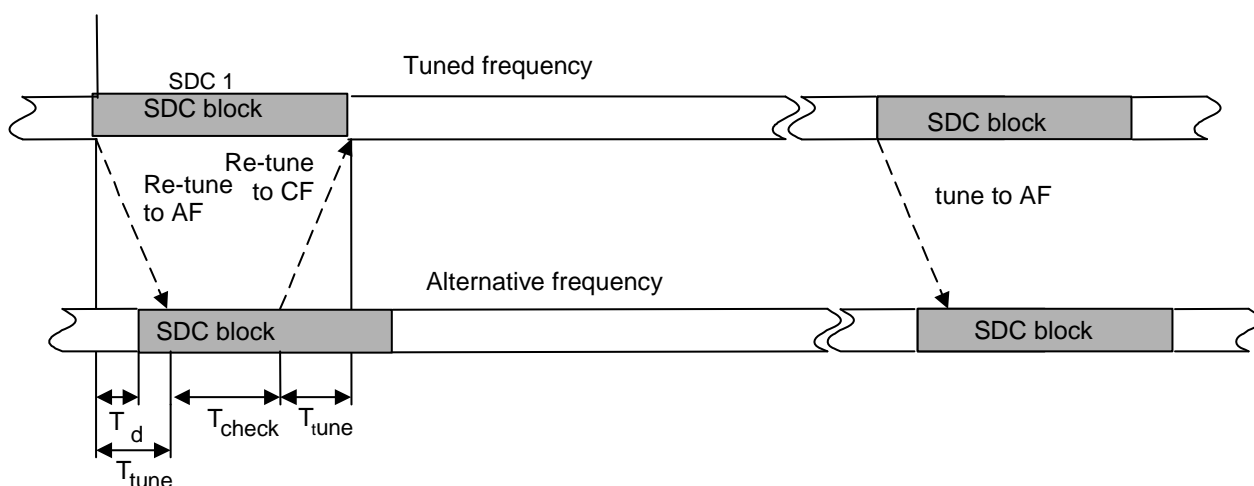 Tuned frequency
SDC 1
SDC block
SDC block
Re-tune
to AF
Re-tune
to CF
tune to AF
Alternative frequency
SDC block
SDC block
T d
T check
T tune
T tune